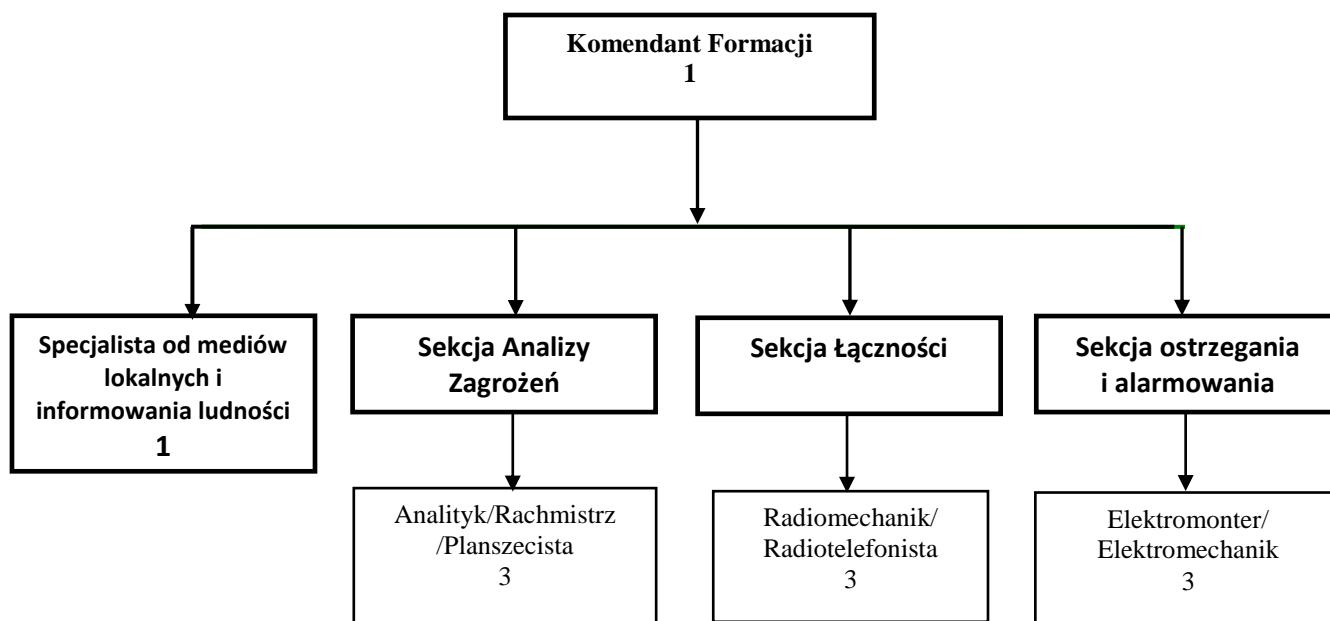 Komendant Formacji
1
Specjalista od mediów
lokalnych i
informowania ludności
1
Sekcja Analizy
Zagrożeń
Sekcja Łączności
Sekcja ostrzegania
i alarmowania
Analityk/Rachmistrz
/Planszecista
3
Radiomechanik/
Radiotelefonista
3
Elektromonter/
Elektromechanik
3